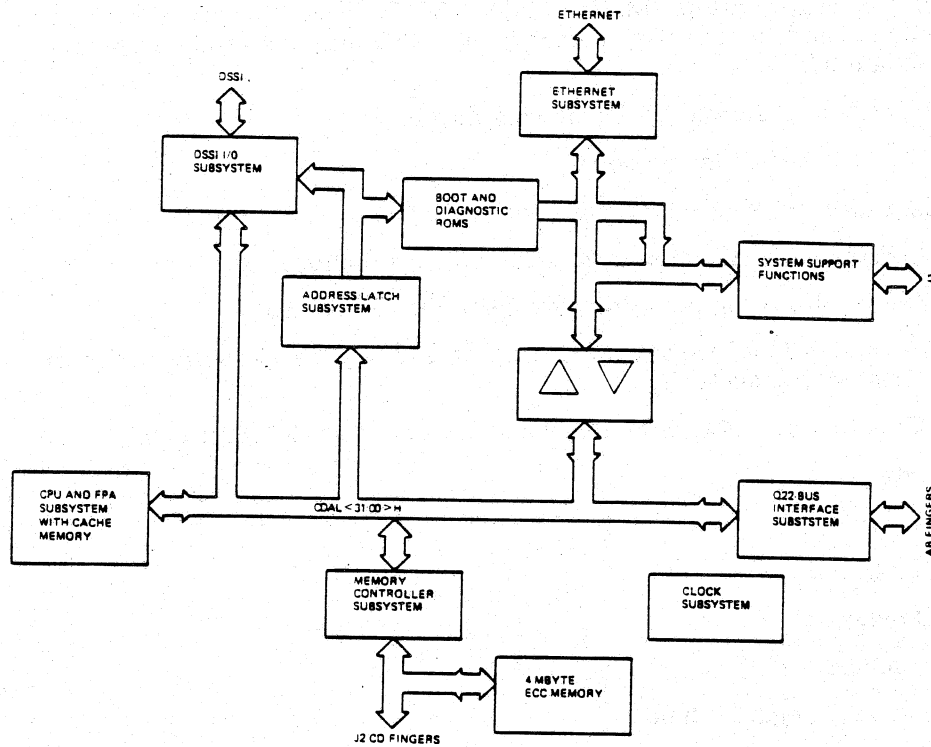 ETHERNET
DSSI
ETHERNET
SUBSYSTEM
DSSI I/O
SUBSYSTEM
BOOT AND
DIAGNOSTIC
ROMS
SYSTEM SUPPORT
FUNCTIONS
ADDRESS LATCH
SUBSYSTEM
CPU AND FPA
SUBSYSTEM
WITH CACHE
MEMORY
CDAL < 31:00 > H
Q22-BUS
INTERFACE
SUBSTSTEM
AB FINGERS
MEMORY
CONTROLLER
SUBSYSTEM
CLOCK
SUBSYSTEM
4 MBYTE
ECC MEMORY
J2 CD FINGERS